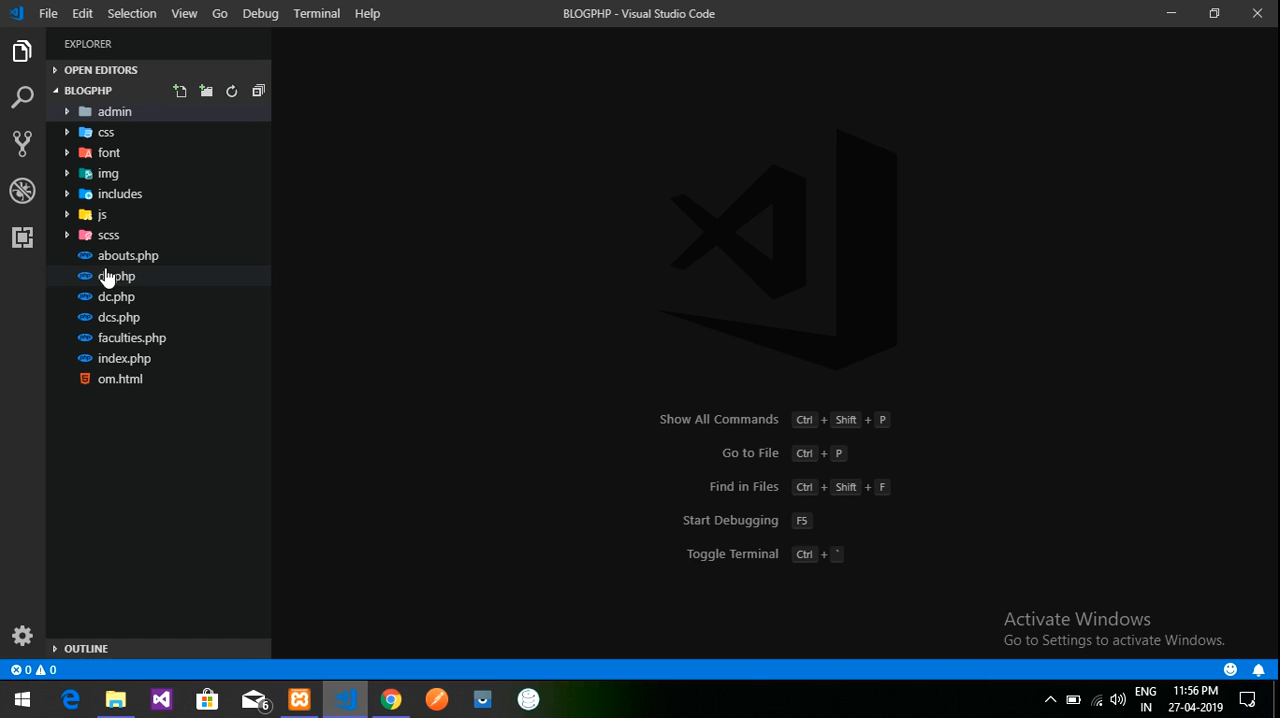 File Edit Selection View Go Debug Terminal Help
BLOGPHP - Visual Studio Code
EXPLORER
OPEN EDITORS
BLOGPHP
admin
css
font
img
includes
js
scss
abouts.php
dc.php
dcs.php
faculties.php
index.php
om.html
OUTLINE
Show All Commands Ctrl + Shift + P
Go to File Ctrl + P
Find in Files Ctrl + Shift + F
Start Debugging F5
Toggle Terminal Ctrl + `
Activate Windows
Go to Settings to activate Windows.
0 0
6
ENG
IN
11:56 PM
27-04-2019